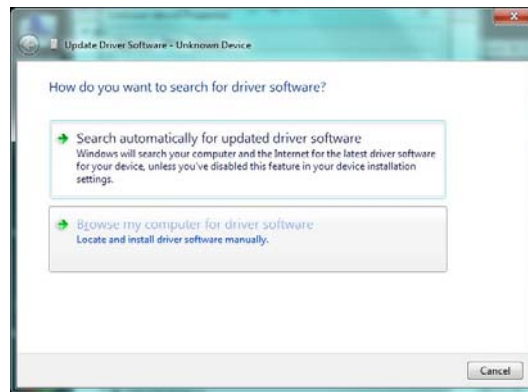 Update Driver Software - Unknown Device
How do you want to search for driver software?
Search automatically for updated driver software
Windows will search your computer and the Internet for the latest driver software
for your device, unless you've disabled this feature in your device installation
settings.
Browse my computer for driver software
Locate and install driver software manually.
Cancel